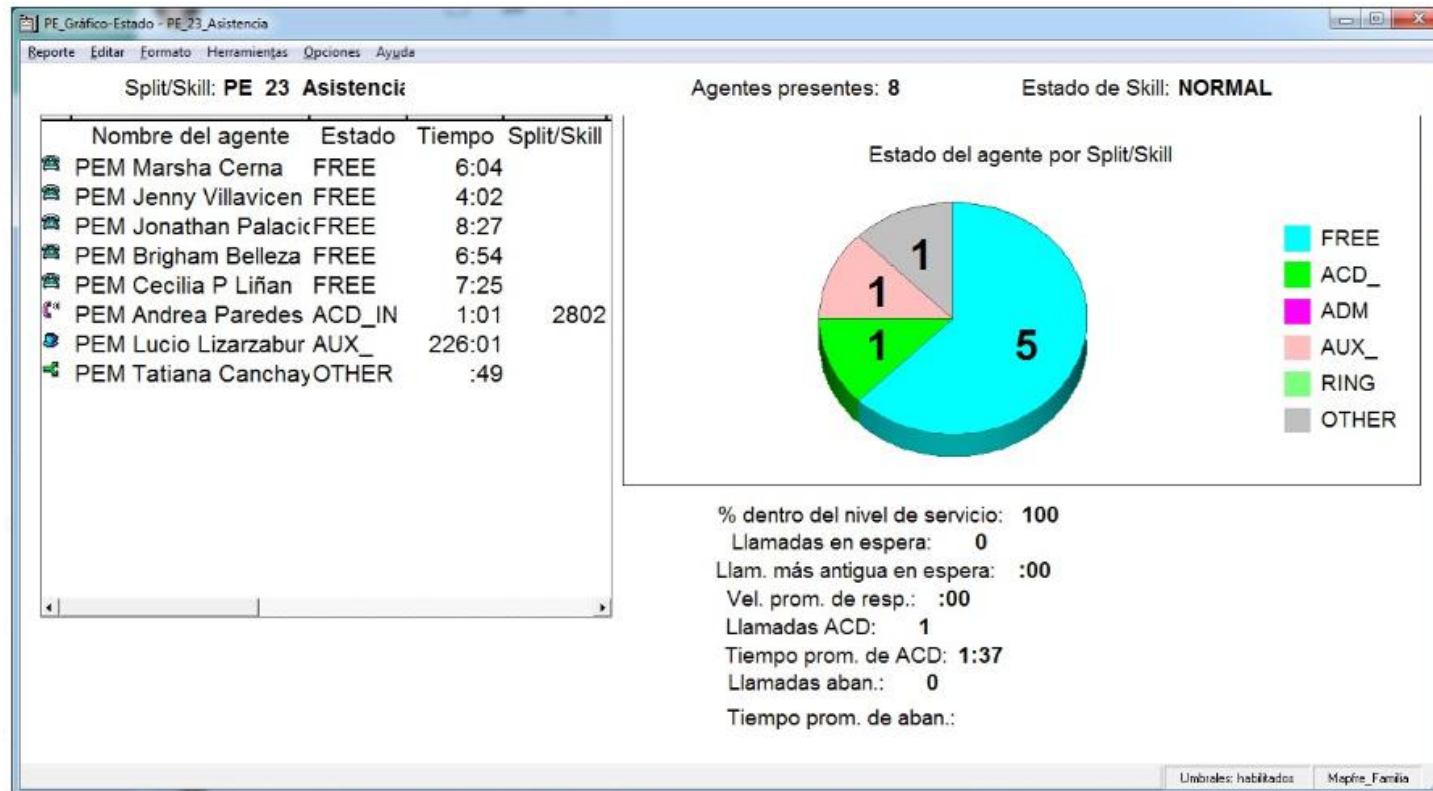 PE_Gráfico-Estado - PE_23_Asistencia
Reporte Editar Formato Herramientas Opciones Ayuda
Split/Skill: PE 23 Asistencia
Agentes presentes: 8
Estado de Skill: NORMAL
Nombre del agente Estado Tiempo Split/Skill
PEM Marsha Cerna FREE 6:04
PEM Jenny Villavicen FREE 4:02
PEM Jonathan Palacic FREE 8:27
PEM Brigham Belleza FREE 6:54
PEM Cecilia P Liñan FREE 7:25
PEM Andrea Paredes ACD_IN 1:01 2802
PEM Lucio Lizarzabur AUX_ 226:01
PEM Tatiana Canchay OTHER :49
Estado del agente por Split/Skill
1
1
1
5
FREE
ACD_
ADM
AUX_
RING
OTHER
% dentro del nivel de servicio: 100
Llamadas en espera: 0
Llam. más antigua en espera: :00
Vel. prom. de resp.: :00
Llamadas ACD: 1
Tiempo prom. de ACD: 1:37
Llamadas aban.: 0
Tiempo prom. de aban.:
Umbrales: habilitados Mapfre_Familia